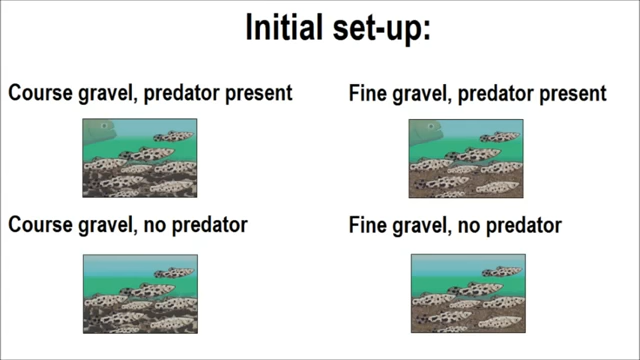 Initial set-up:
Course gravel, predator present
Fine gravel, predator present
Course gravel, no predator
Fine gravel, no predator